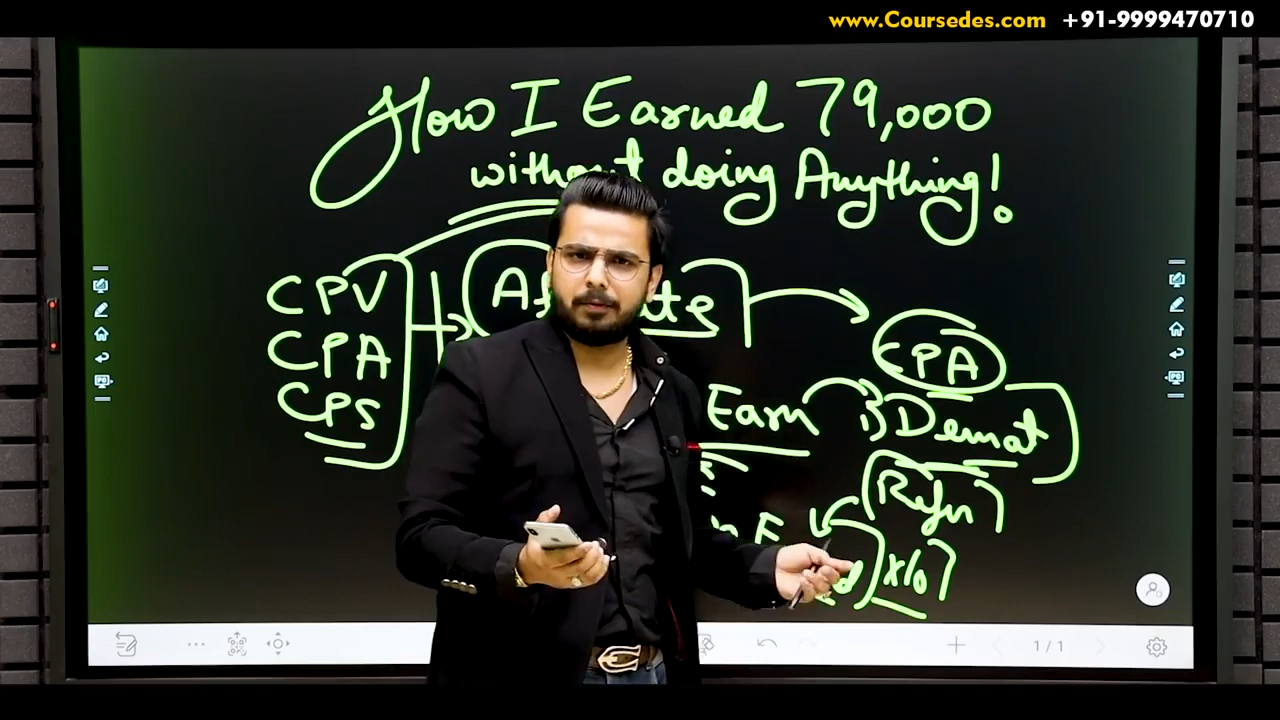 www.Coursedes.com +91-9999470710
How I Earned 79,000
without doing Anything!
CPV
CPA
CPS
CPA
Earn
Demat
Refer
1/1